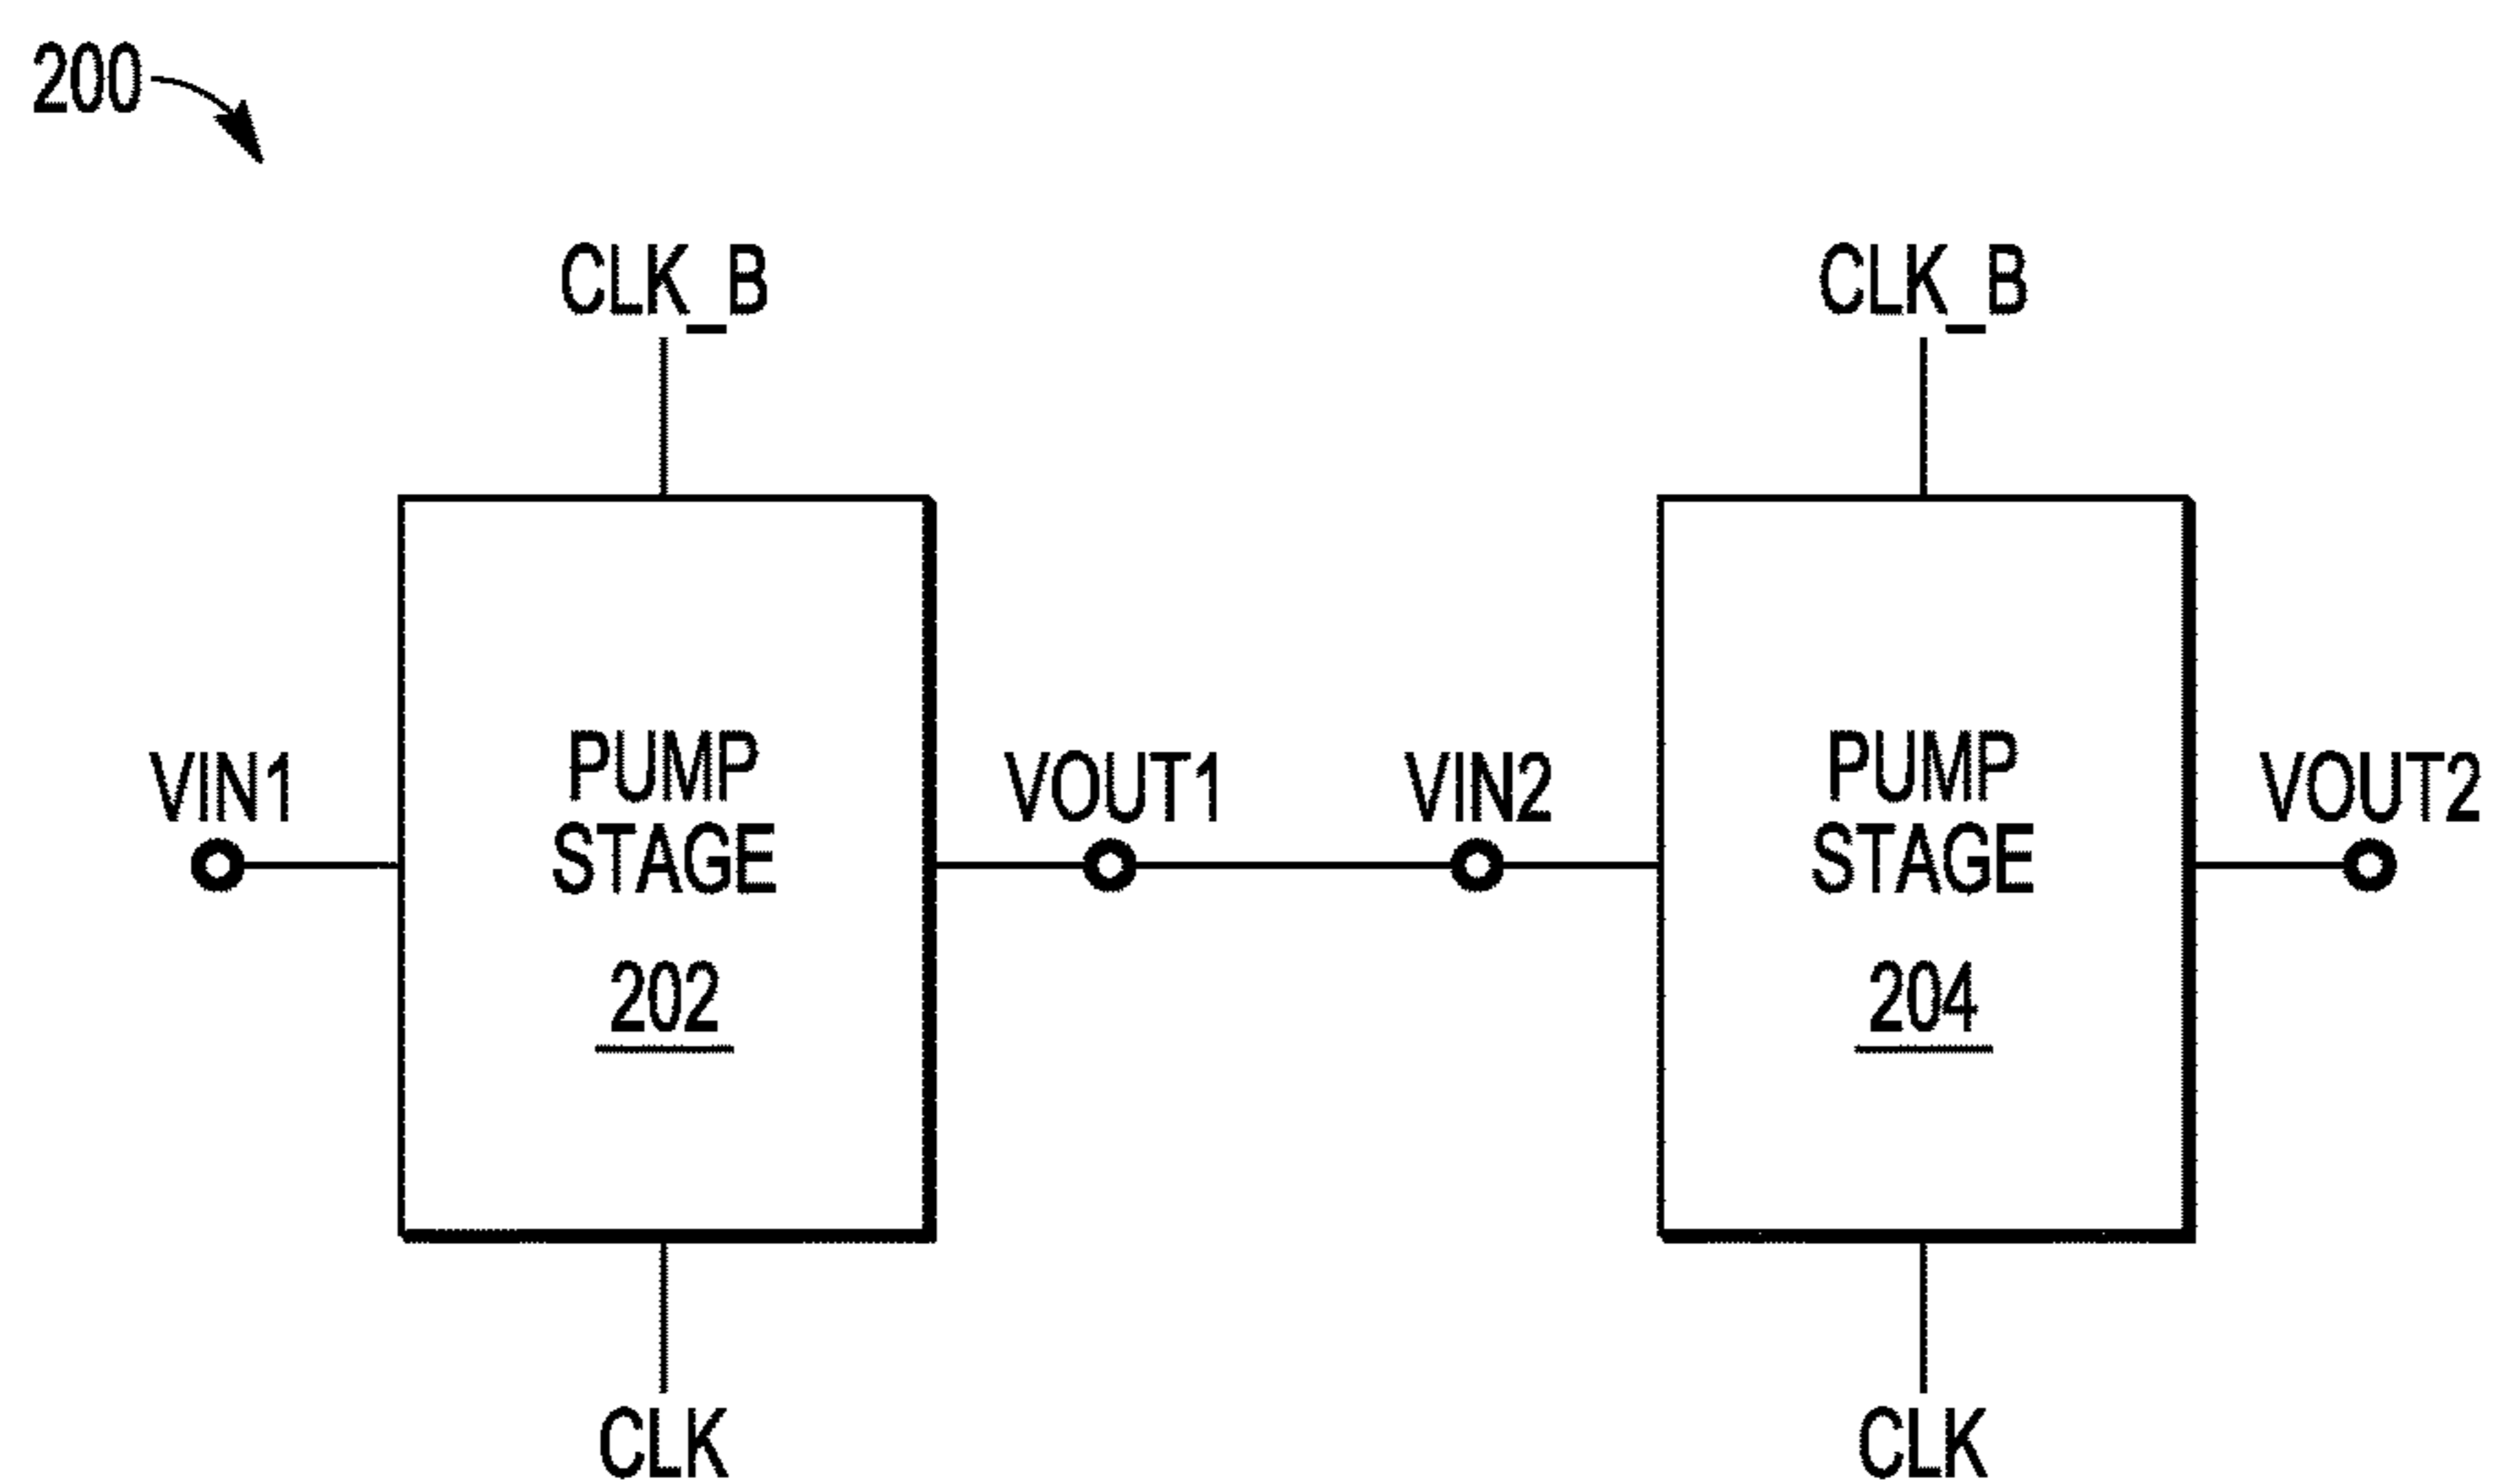 200
CLK_B
CLK_B
VIN1
PUMP
STAGE
202
VOUT1
VIN2
PUMP
STAGE
204
VOUT2
CLK
CLK